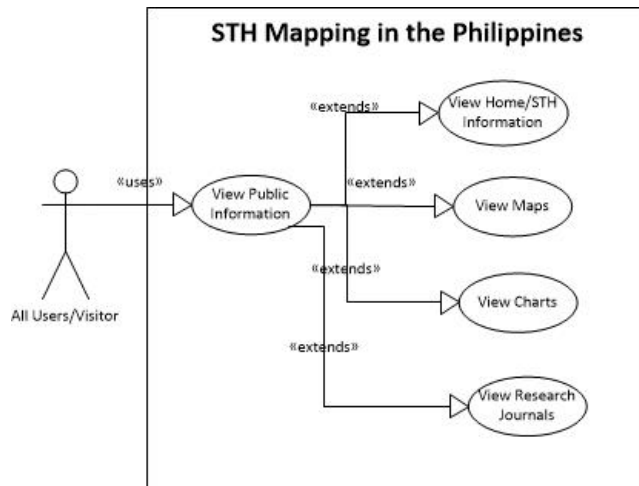 STH Mapping in the Philippines
«extends»
View Home/STH
Information
«uses»
View Public
Information
«extends»
View Maps
All Users/Visitor
«extends»
View Charts
«extends»
View Research
Journals